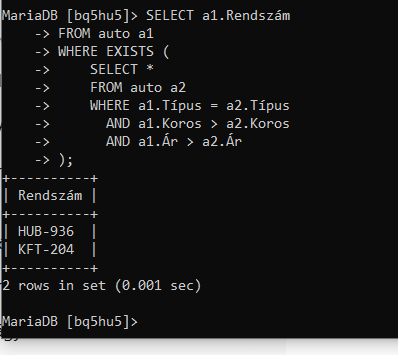 MariaDB [bq5hu5]> SELECT a1.Rendszám
    -> FROM auto a1
    -> WHERE EXISTS (
    ->     SELECT *
    ->     FROM auto a2
    ->     WHERE a1.Típus = a2.Típus
    ->       AND a1.Koros > a2.Koros
    ->       AND a1.Ár > a2.Ár
    -> );
+----------+
| Rendszám |
+----------+
| HUB-936  |
| KFT-204  |
+----------+
2 rows in set (0.001 sec)
MariaDB [bq5hu5]>